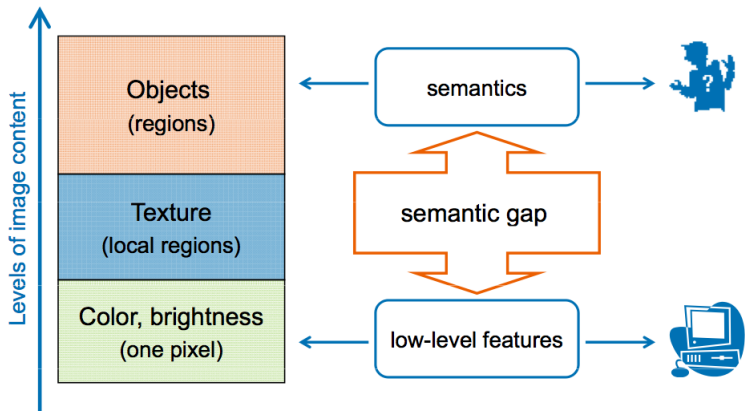 Levels of image content
Objects
(regions)
Texture
(local regions)
Color, brightness
(one pixel)
semantics
semantic gap
low-level features
?